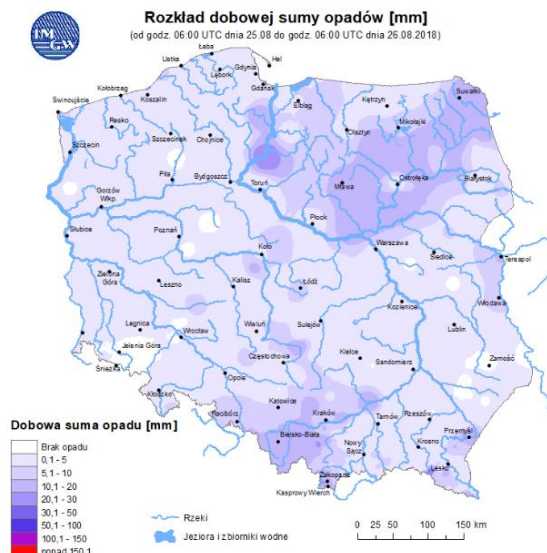 Rozkład dobowej sumy opadów [mm]
(od godz. 06:00 UTC dnia 25.08 do godz. 06:00 UTC dnia 26.08.2018)
IM
GW
Łeba
Hel
Ustka
Lębork
Gdynia
Gdańsk
Kołobrzeg
Koszalin
Świnoujście
Resko
Szczecin
Szczecinek
Chojnice
Elbląg
Kętrzyn
Suwałki
Olsztyn
Mikołajki
Piła
Bydgoszcz
Toruń
Mława
Ostrołęka
Białystok
Gorzów
Wlkp.
Płock
Słubice
Poznań
Koło
Warszawa
Siedlce
Terespol
Zielona
Góra
Leszno
Kalisz
Łódź
Kozienice
Włodawa
Legnica
Wrocław
Wieluń
Sulejów
Lublin
Jelenia Góra
Śnieżka
Częstochowa
Kielce
Sandomierz
Zamość
Opole
Kłodzko
Racibórz
Katowice
Kraków
Tarnów
Rzeszów
Przemyśl
Bielsko-Biała
Nowy
Sącz
Krosno
Lesko
Zakopane
Kasprowy Wierch
Dobowa suma opadu [mm]
Brak opadu
0,1 - 5
5,1 - 10
10,1 - 20
20,1 - 30
30,1 - 50
50,1 - 100
100,1 - 150
ponad 150,1
Rzeki
Jeziora i zbiorniki wodne
0 25 50 100 150 km